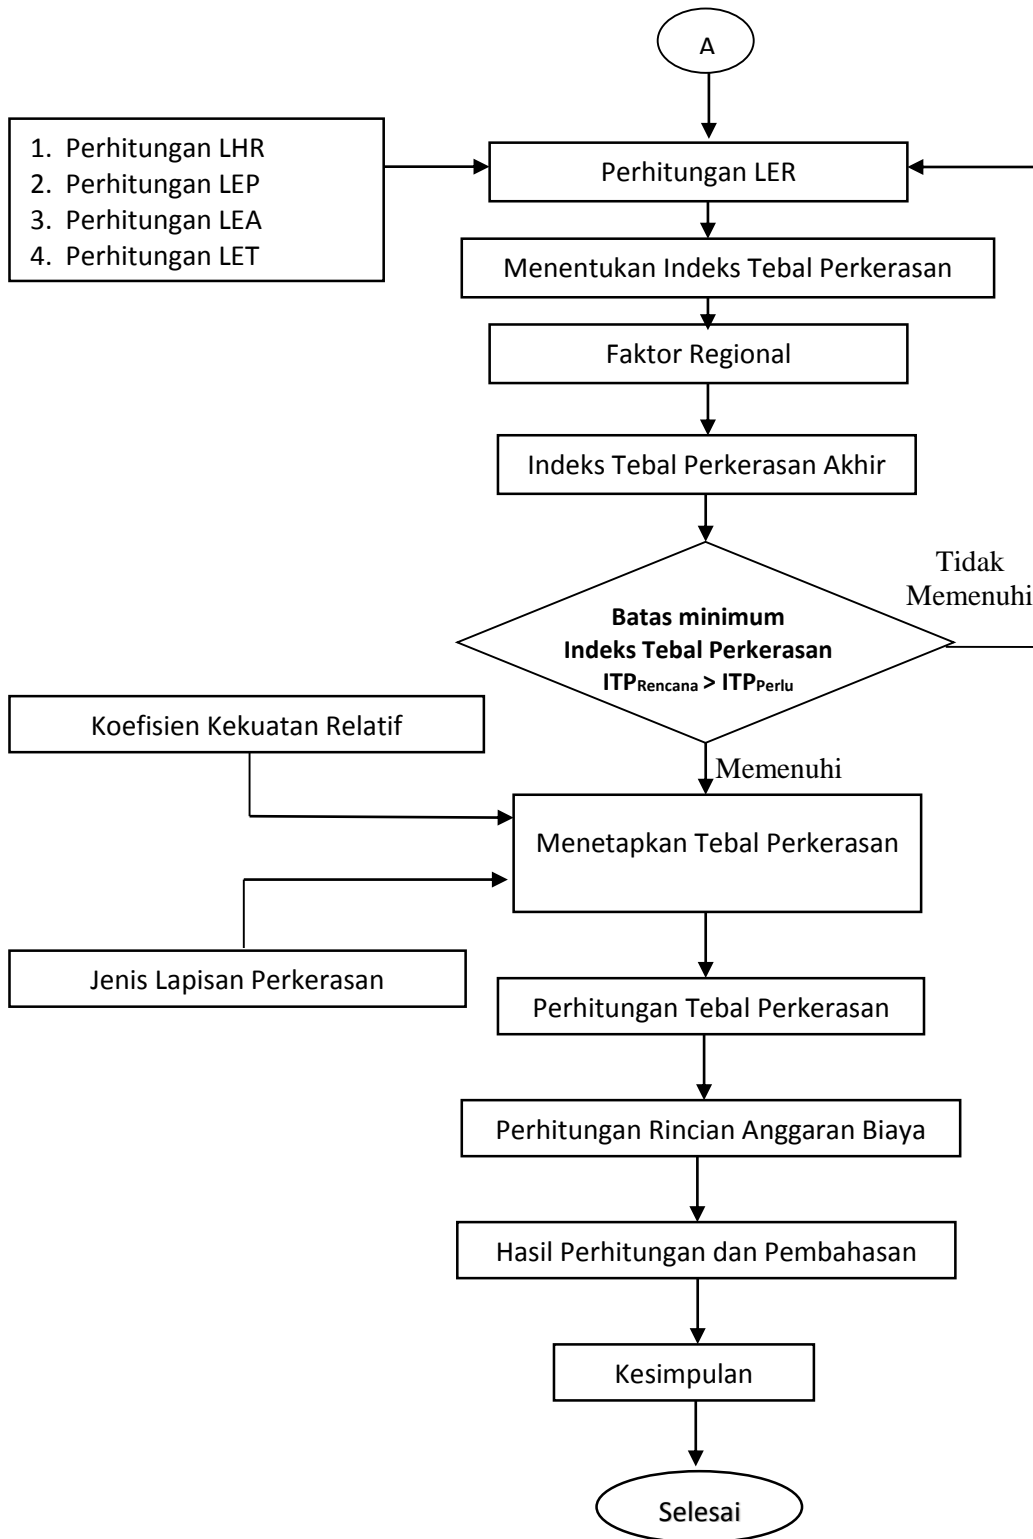 A
1. Perhitungan LHR
2. Perhitungan LEP
3. Perhitungan LEA
4. Perhitungan LET
Perhitungan LER
Menentukan Indeks Tebal Perkerasan
Faktor Regional
Indeks Tebal Perkerasan Akhir
Tidak
Memenuhi
Batas minimum
Indeks Tebal Perkerasan
ITPRencana > ITPPerlu
Koefisien Kekuatan Relatif
Memenuhi
Menetapkan Tebal Perkerasan
Jenis Lapisan Perkerasan
Perhitungan Tebal Perkerasan
Perhitungan Rincian Anggaran Biaya
Hasil Perhitungan dan Pembahasan
Kesimpulan
Selesai